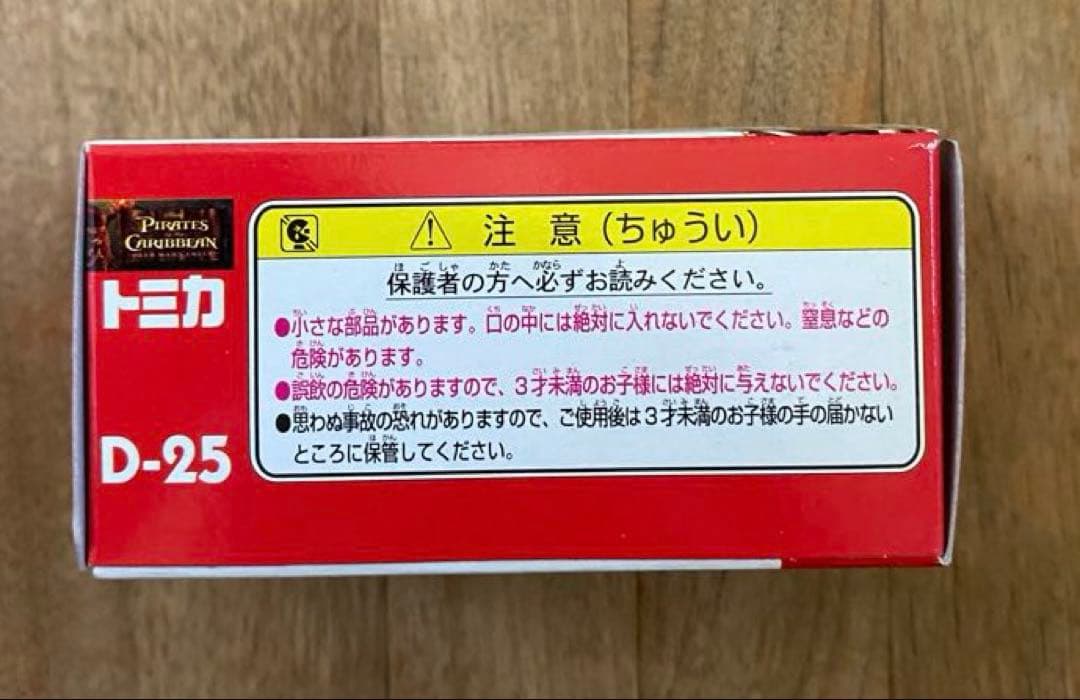 PIRATES
of the
CARIBBEAN
トミカ
D-25
注 意（ちゅうい）
保護者の方へ必ずお読みください。
●小さな部品があります。口の中には絶対に入れないでください。窒息などの
危険があります。
●誤飲の危険がありますので、3才未満のお子様には絶対に与えないでください。
●思わぬ事故の恐れがありますので、ご使用後は3才未満のお子様の手の届かない
ところに保管してください。